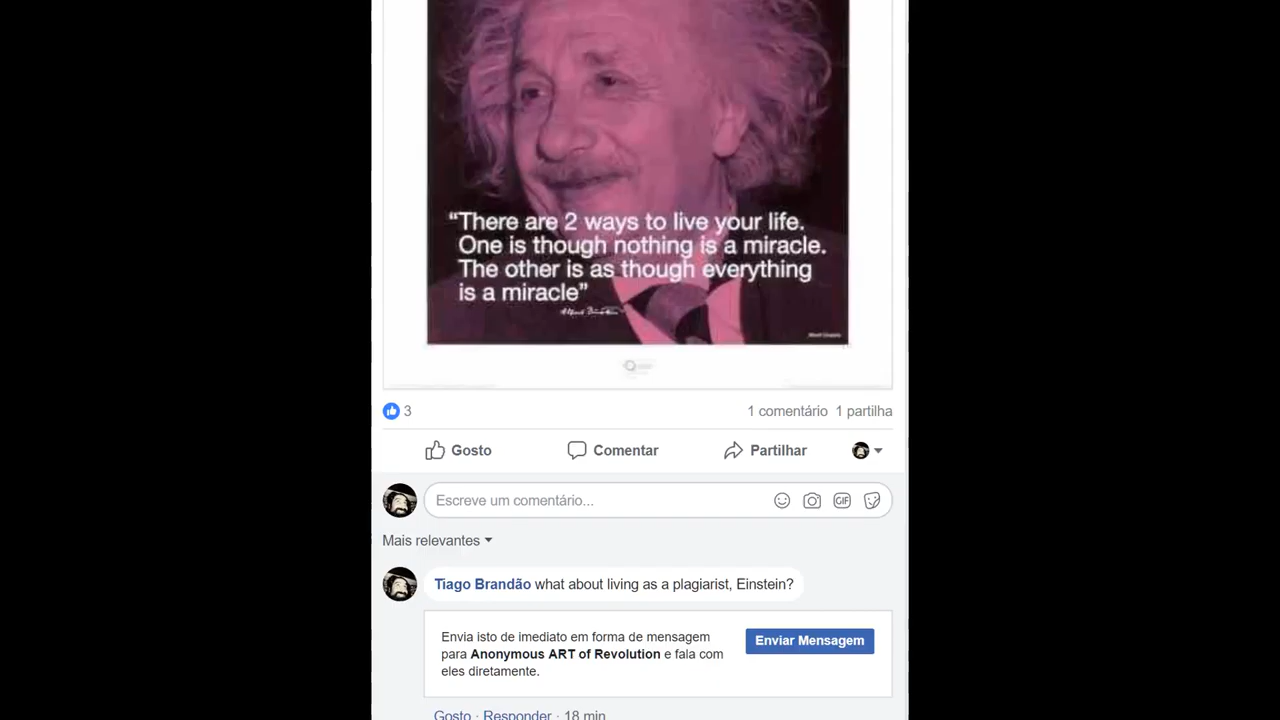 “There are 2 ways to live your life.
One is though nothing is a miracle.
The other is as though everything
is a miracle”
Albert Einstein
3
1 comentário 1 partilha
Gosto Comentar Partilhar
Escreve um comentário...
GIF
Mais relevantes
Tiago Brandão what about living as a plagiarist, Einstein?
Envia isto de imediato em forma de mensagem
para Anonymous ART of Revolution e fala com
eles diretamente.
Enviar Mensagem
Gosto · Responder · 18 min